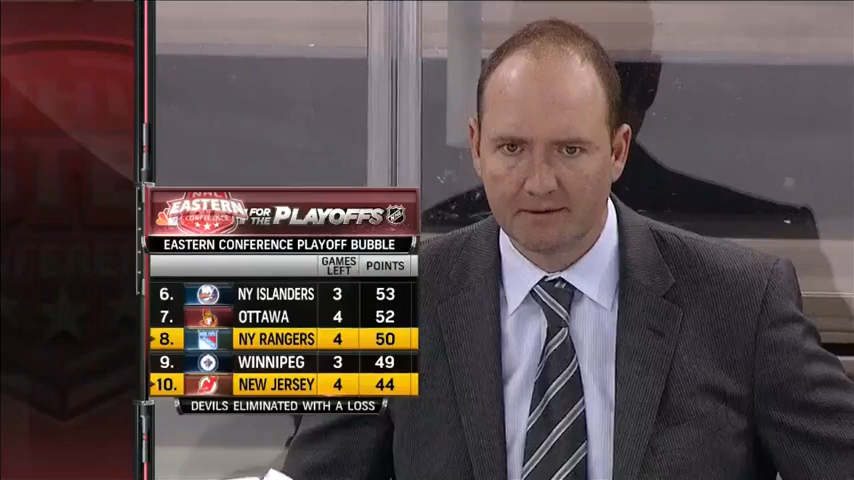 NHL
EASTERN
CONFERENCE
FOR THE PLAYOFFS
EASTERN CONFERENCE PLAYOFF BUBBLE
GAMES LEFT POINTS
6. NY ISLANDERS 3 53
7. OTTAWA 4 52
8. NY RANGERS 4 50
9. WINNIPEG 3 49
10. NEW JERSEY 4 44
DEVILS ELIMINATED WITH A LOSS